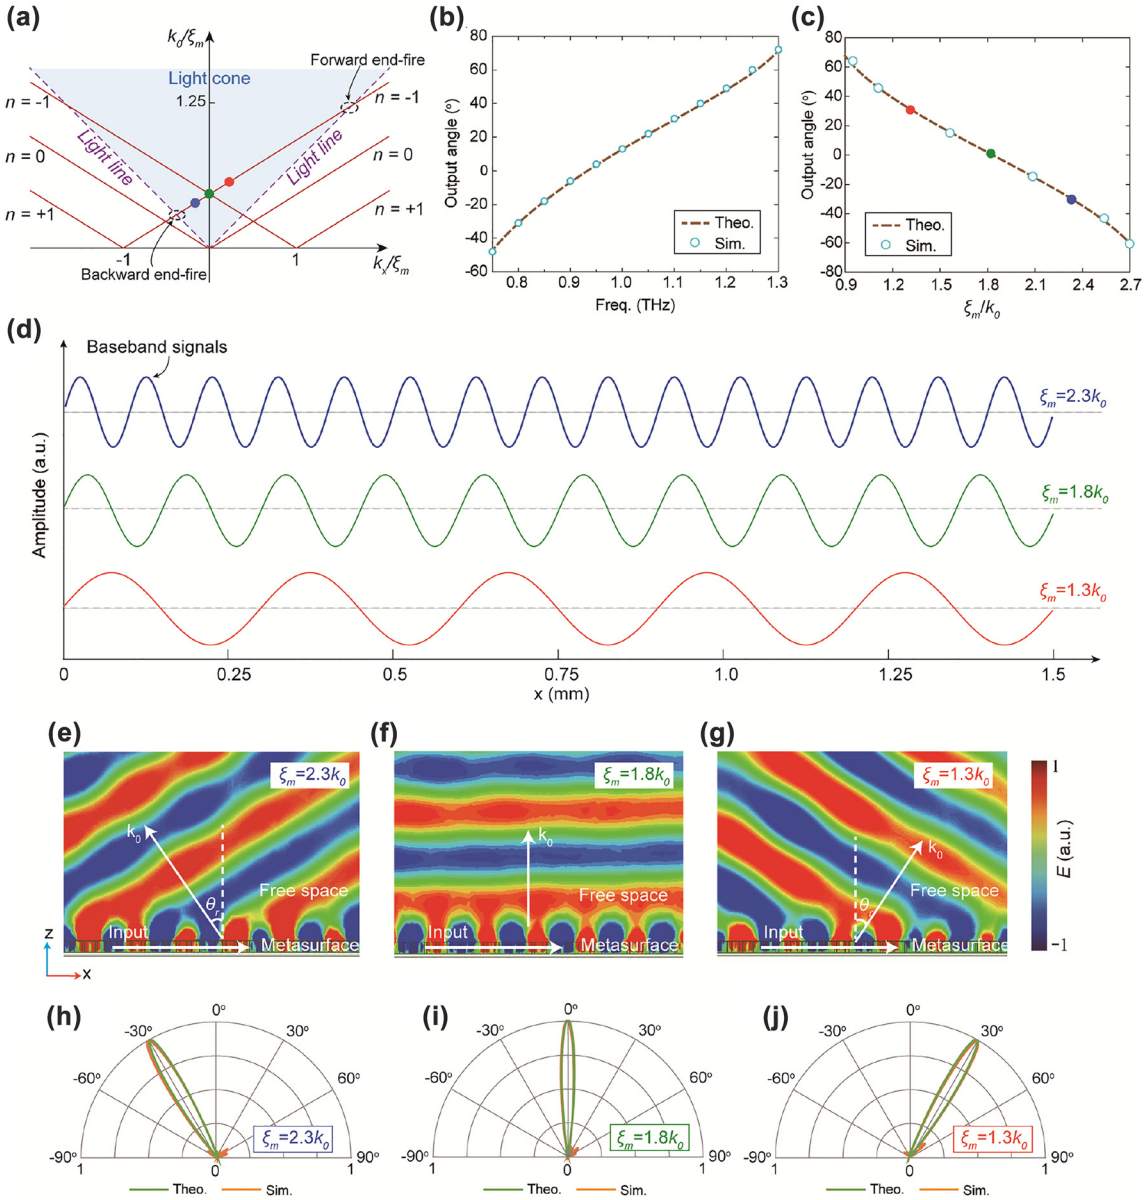 (a)
k₀/ξₘ
Forward end-fire
Light cone
1.25
n = -1
n = -1
Light line
Light line
n = 0
n = 0
n = +1
n = +1
-1
1
Backward end-fire
kₓ/ξₘ
(b)
Output angle (°)
80
60
40
20
0
-20
-40
-60
Theo.
Sim.
0.8 0.9 1.0 1.1 1.2 1.3
Freq. (THz)
(c)
Output angle (°)
80
60
40
20
0
-20
-40
-60
-80
Theo.
Sim.
0.9 1.2 1.5 1.8 2.1 2.4 2.7
ξₘ/k₀
(d)
Baseband signals
Amplitude (a.u.)
ξₘ=2.3k₀
ξₘ=1.8k₀
ξₘ=1.3k₀
0 0.25 0.5 0.75 1.0 1.25 1.5
x (mm)
(e)
ξₘ=2.3k₀
k₀
Free space
θᵣ
Input
Metasurface
z
x
(f)
ξₘ=1.8k₀
k₀
Free space
Input
Metasurface
(g)
ξₘ=1.3k₀
k₀
Free space
θᵣ
Input
Metasurface
1
E (a.u.)
-1
(h)
0°
-30° 30°
-60° 60°
-90° 90°
ξₘ=2.3k₀
1 0 1
Theo. Sim.
(i)
0°
-30° 30°
-60° 60°
-90° 90°
ξₘ=1.8k₀
1 0 1
Theo. Sim.
(j)
0°
-30° 30°
-60° 60°
-90° 90°
ξₘ=1.3k₀
1 0 1
Theo. Sim.